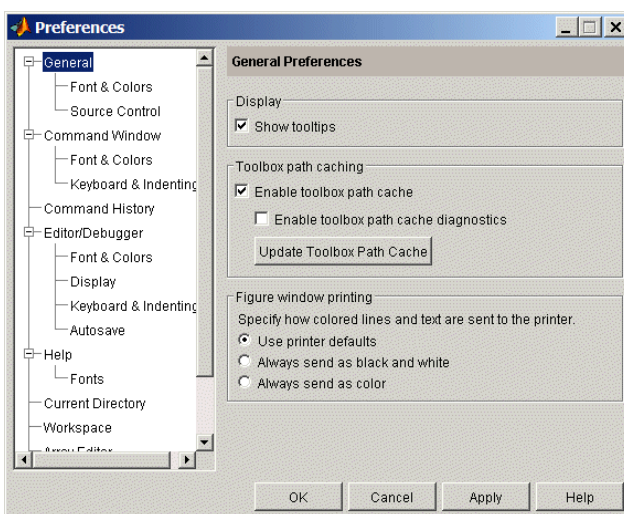 Preferences
General
Font & Colors
Source Control
Command Window
Font & Colors
Keyboard & Indenting
Command History
Editor/Debugger
Font & Colors
Display
Keyboard & Indenting
Autosave
Help
Fonts
Current Directory
Workspace
Array Editor
General Preferences
Display
Show tooltips
Toolbox path caching
Enable toolbox path cache
Enable toolbox path cache diagnostics
Update Toolbox Path Cache
Figure window printing
Specify how colored lines and text are sent to the printer.
Use printer defaults
Always send as black and white
Always send as color
OK
Cancel
Apply
Help